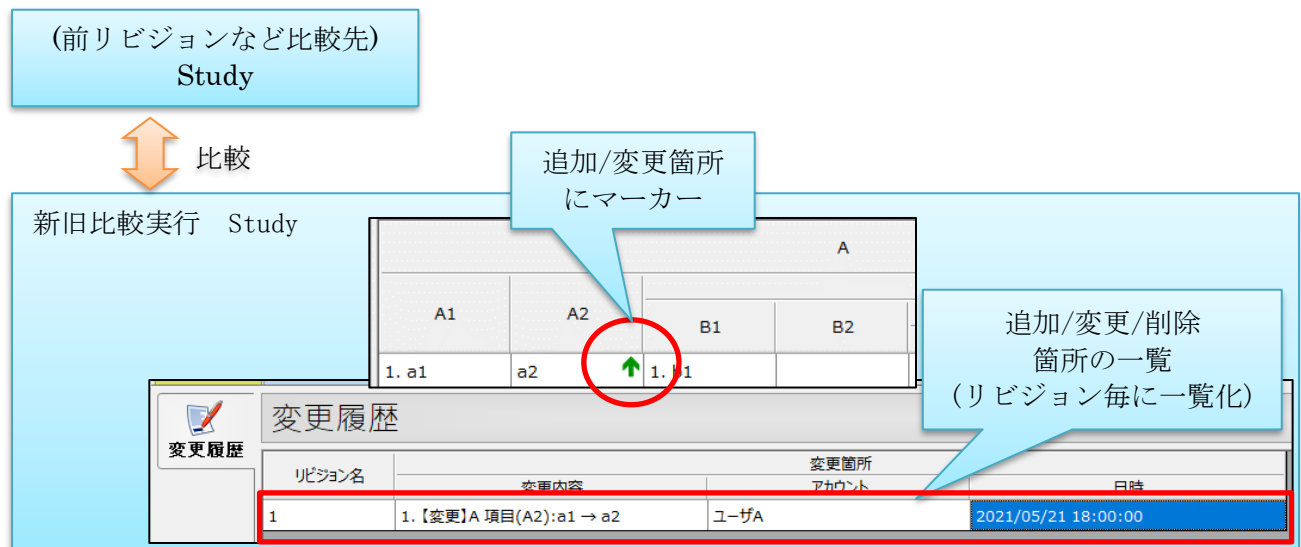 (前リビジョンなど比較先)
Study
比較
追加/変更箇所
にマーカー
新旧比較実行　Study
A
A1
A2
B1
B2
1. a1
a2
1. b1
追加/変更/削除
箇所の一覧
(リビジョン毎に一覧化)
変更履歴
変更履歴
リビジョン名
変更箇所
変更内容
アカウント
日時
1
1.【変更】A 項目(A2):a1 → a2
ユーザA
2021/05/21 18:00:00